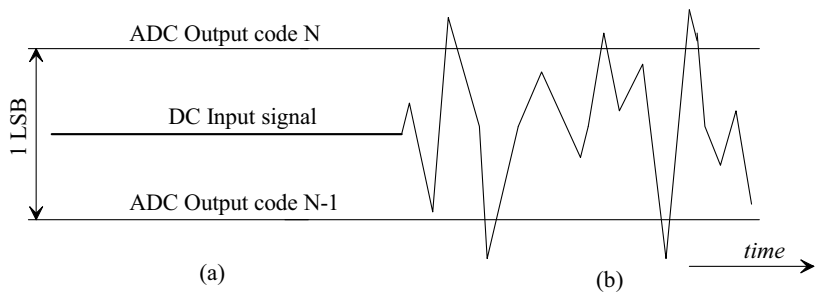 ADC Output code N
1 LSB
DC Input signal
ADC Output code N-1
time
(a)
(b)